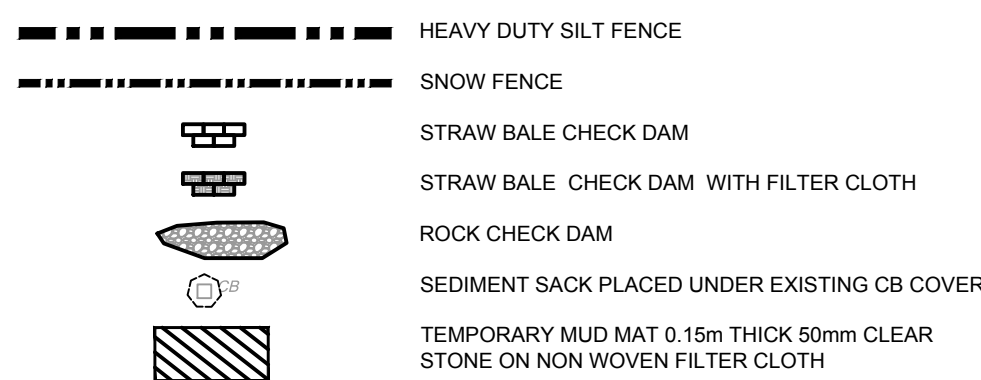 HEAVY DUTY SILT FENCE
SNOW FENCE
STRAW BALE CHECK DAM
STRAW BALE CHECK DAM WITH FILTER CLOTH
ROCK CHECK DAM
CB
SEDIMENT SACK PLACED UNDER EXISTING CB COVER
TEMPORARY MUD MAT 0.15m THICK 50mm CLEAR
STONE ON NON WOVEN FILTER CLOTH